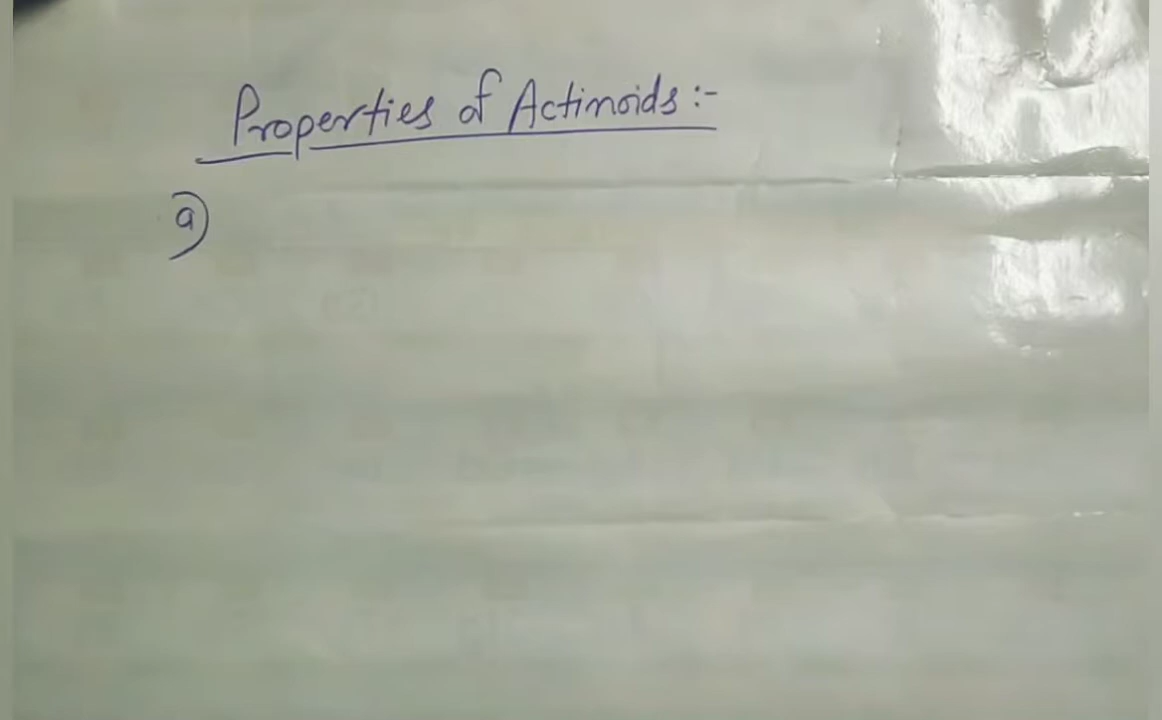 Properties of Actinoids :-
a)